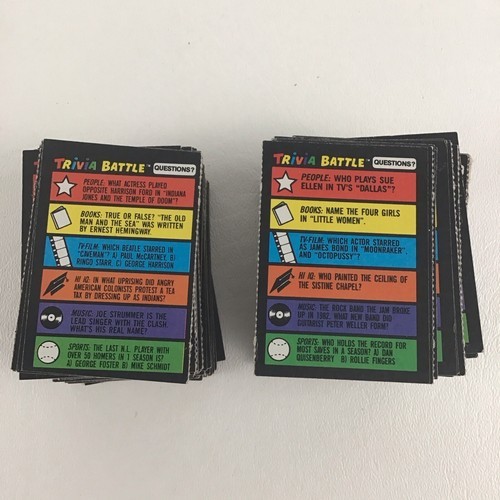 TRIVIA BATTLE™ QUESTIONS?
PEOPLE: WHAT ACTRESS PLAYED
OPPOSITE HARRISON FORD IN "INDIANA
JONES AND THE TEMPLE OF DOOM"?
BOOKS: TRUE OR FALSE? "THE OLD
MAN AND THE SEA" WAS WRITTEN
BY ERNEST HEMINGWAY.
TV-FILM: WHICH BEATLE STARRED IN
"CAVEMAN"? A) PAUL McCARTNEY, B)
RINGO STARR, C) GEORGE HARRISON
HI IQ: IN WHAT UPRISING DID ANGRY
AMERICAN COLONISTS PROTEST A TEA
TAX BY DRESSING UP AS INDIANS?
MUSIC: JOE STRUMMER IS THE
LEAD SINGER WITH THE CLASH.
WHAT'S HIS REAL NAME?
SPORTS: THE LAST N.L. PLAYER WITH
OVER 50 HOMERS IN 1 SEASON IS?
A) GEORGE FOSTER B) MIKE SCHMIDT
TRIVIA BATTLE™ QUESTIONS?
PEOPLE: WHO PLAYS SUE
ELLEN IN TV'S "DALLAS"?
BOOKS: NAME THE FOUR GIRLS
IN "LITTLE WOMEN".
TV-FILM: WHICH ACTOR STARRED
AS JAMES BOND IN "MOONRAKER",
AND "OCTOPUSSY"?
HI IQ: WHO PAINTED THE CEILING OF
THE SISTINE CHAPEL?
MUSIC: THE ROCK BAND THE JAM BROKE
UP IN 1982. WHAT NEW BAND DID
GUITARIST PETER WELLER FORM?
SPORTS: WHO HOLDS THE RECORD FOR
MOST SAVES IN A SEASON? A) DAN
QUISENBERRY B) ROLLIE FINGERS